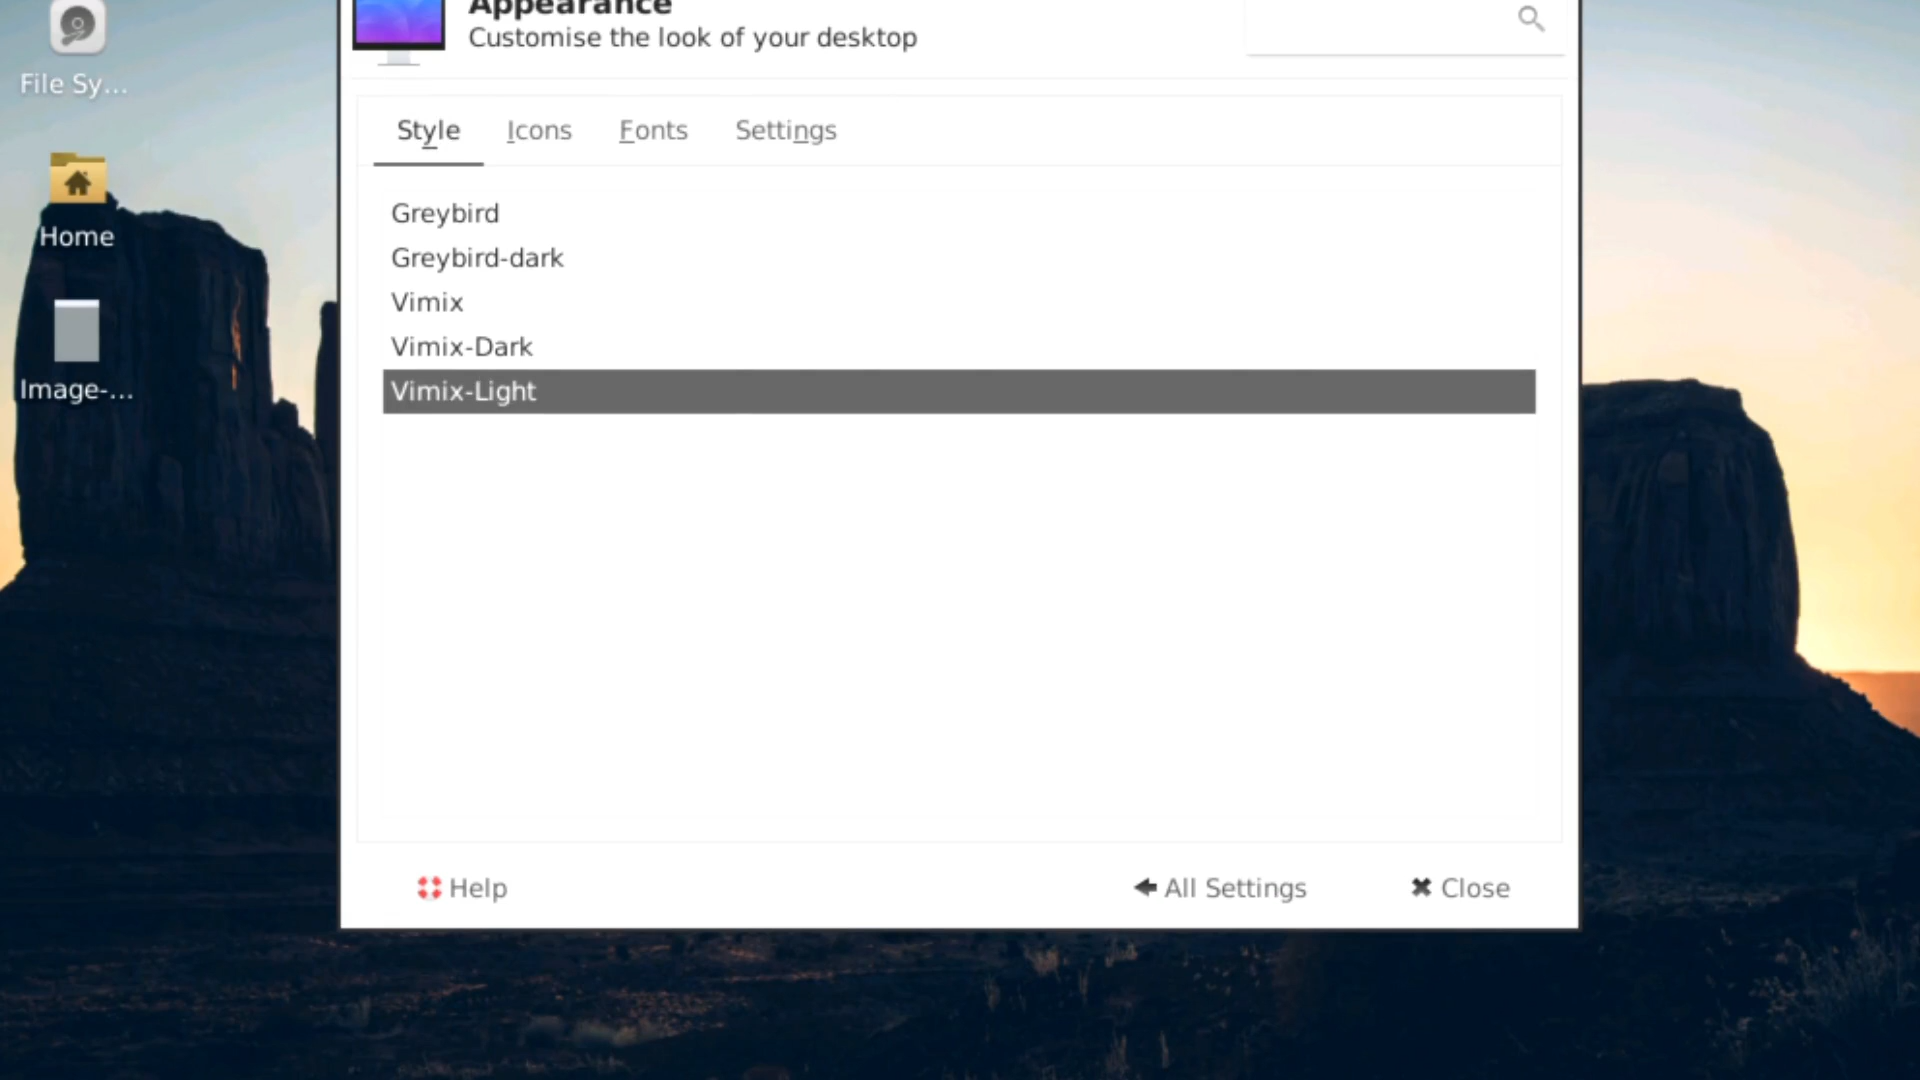 Appearance
Customise the look of your desktop
File Sy...
Style Icons Fonts Settings
Home
Greybird
Greybird-dark
Vimix
Vimix-Dark
Vimix-Light
Image-...
Help All Settings Close